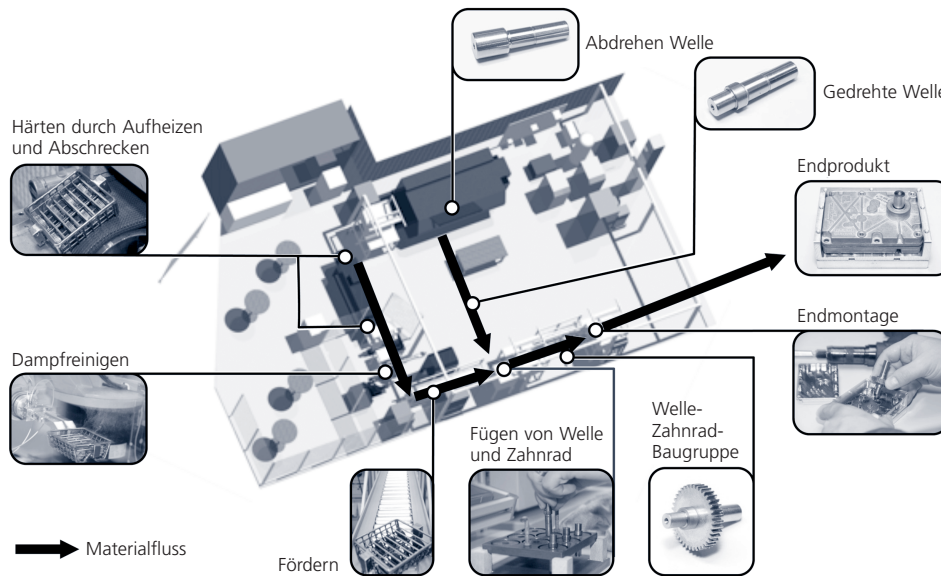 Abdrehen Welle
Gedrehte Welle
Härten durch Aufheizen
und Abschrecken
Endprodukt
Endmontage
Dampfreinigen
Fügen von Welle
und Zahnrad
Welle-
Zahnrad-
Baugruppe
Fördern
Materialfluss